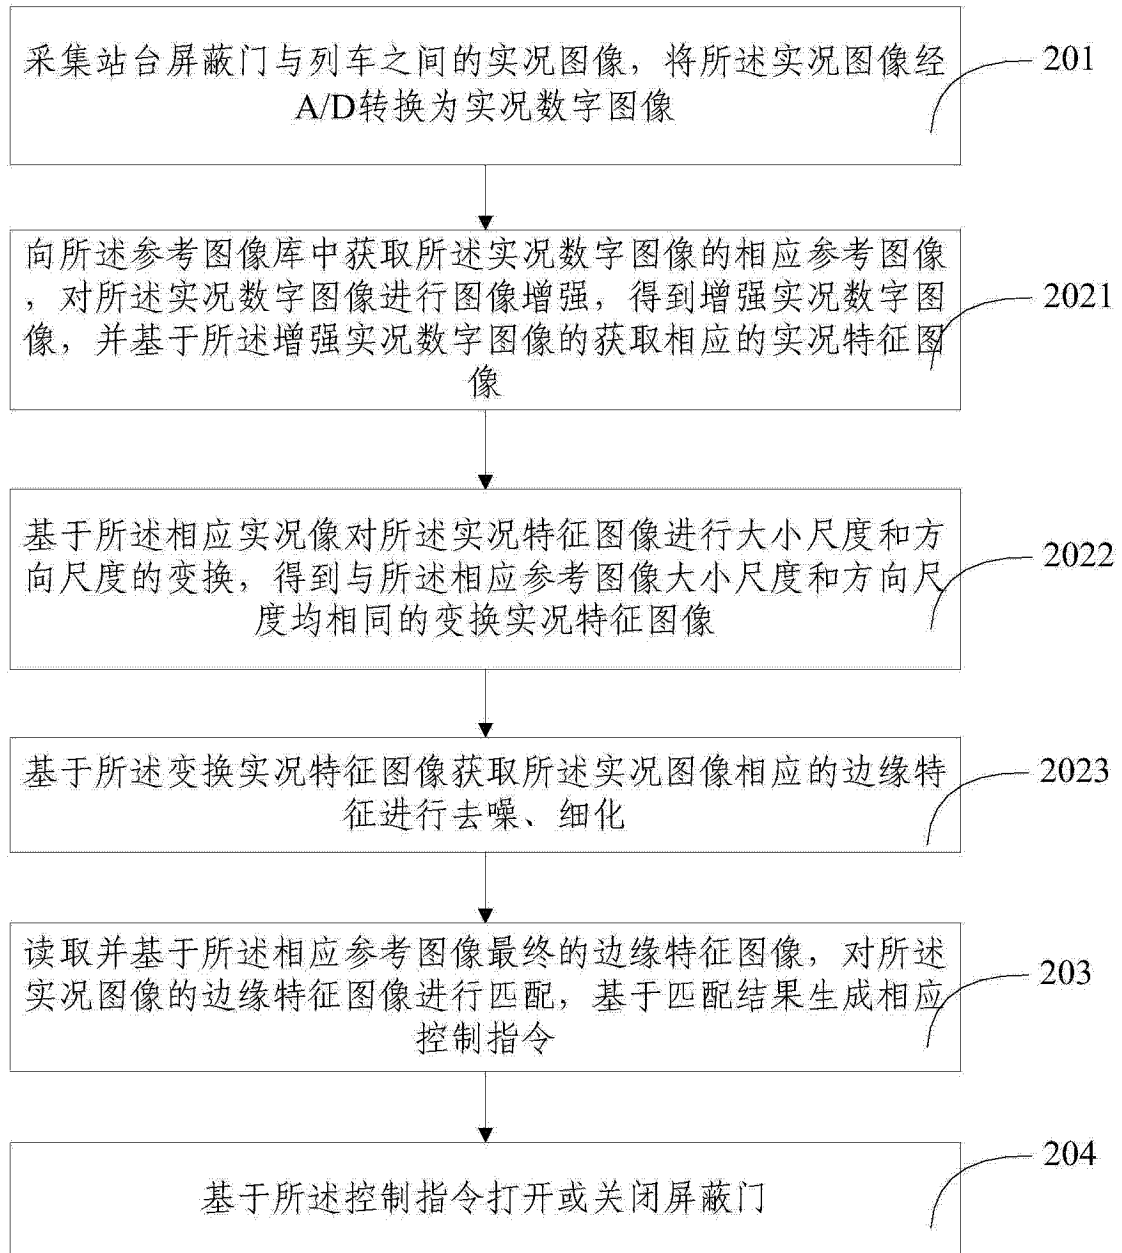 采集站台屏蔽门与列车之间的实况图像，将所述实况图像经
A/D转换为实况数字图像
201
向所述参考图像库中获取所述实况数字图像的相应参考图像
，对所述实况数字图像进行图像增强，得到增强实况数字图
像，并基于所述增强实况数字图像的获取相应的实况特征图
像
2021
基于所述相应实况像对所述实况特征图像进行大小尺度和方
向尺度的变换，得到与所述相应参考图像大小尺度和方向尺
度均相同的变换实况特征图像
2022
基于所述变换实况特征图像获取所述实况图像相应的边缘特
征进行去噪、细化
2023
读取并基于所述相应参考图像最终的边缘特征图像，对所述
实况图像的边缘特征图像进行匹配，基于匹配结果生成相应
控制指令
203
基于所述控制指令打开或关闭屏蔽门
204